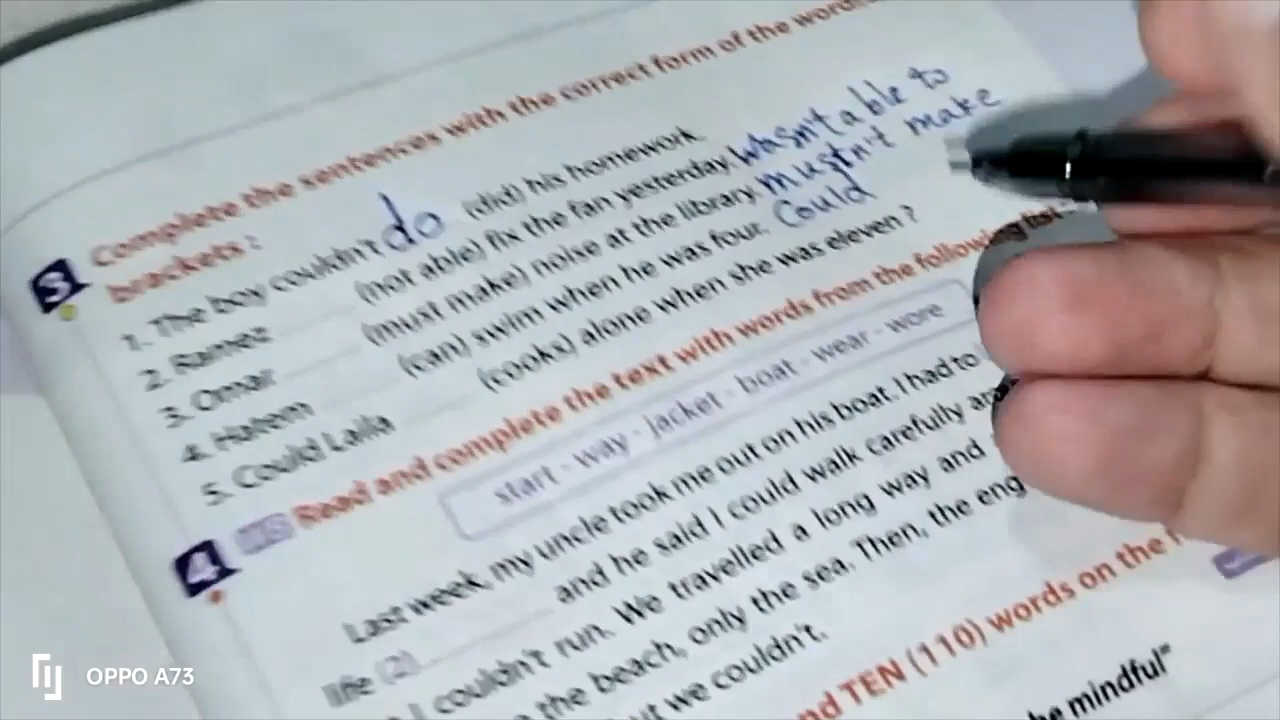 3 Complete the sentences with the correct form of the words
brackets :
1. The boy couldn't do (did) his homework.
2. Ramez (not able) fix the fan yesterday. wasn't able to
3. Omar (must make) noise at the library. mustn't make
4. Hatem (can) swim when he was four. Could
5. Could Laila (cooks) alone when she was eleven ?
4 Read and complete the text with words from the following list
start - way - jacket - boat - wear - wore
Last week, my uncle took me out on his boat. I had to
life (2) and he said I could walk carefully an
I couldn't run. We travelled a long way and
the beach, only the sea. Then, the eng
ut we couldn't.
nd TEN (110) words on the
be mindful"
OPPO A73